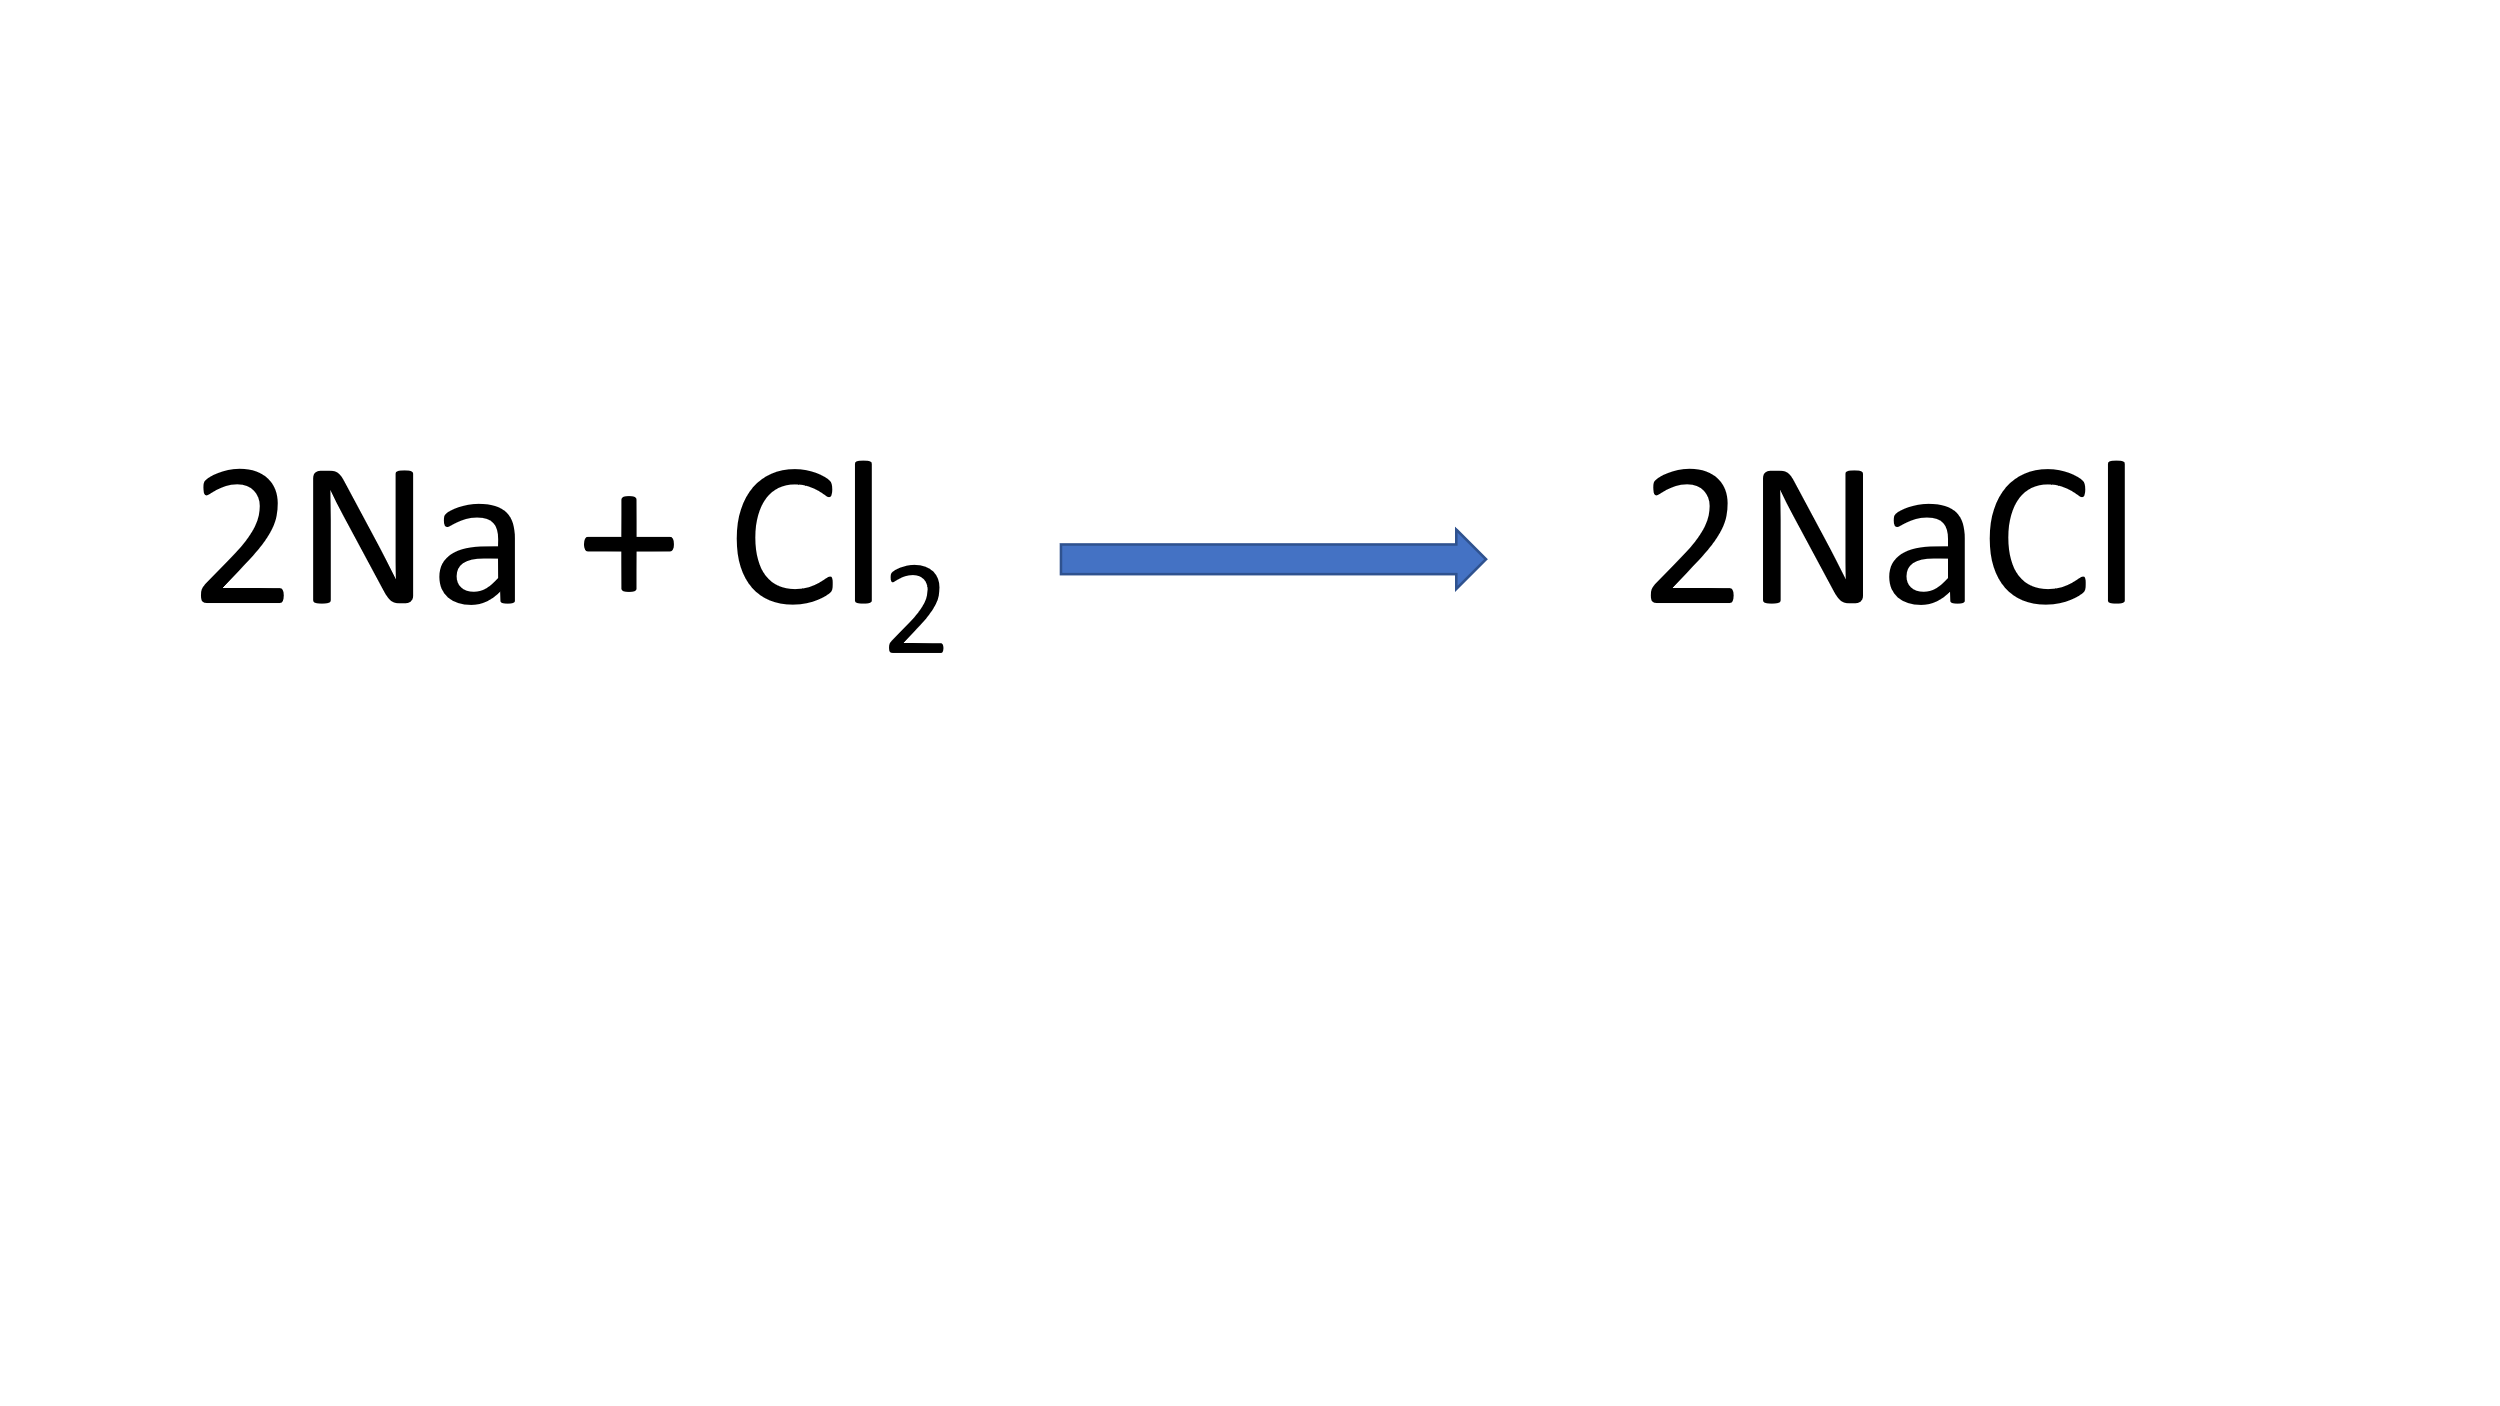 2Na + Cl₂ 2NaCl